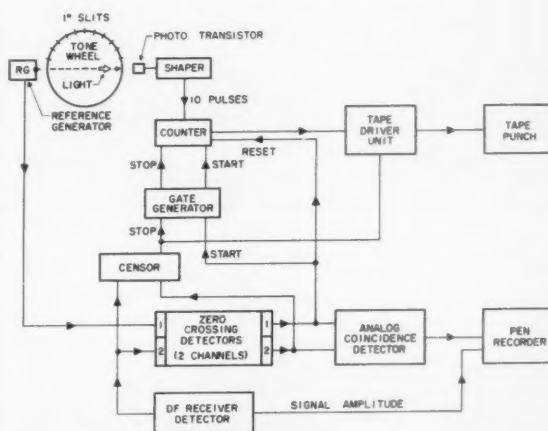 1° SLITS
PHOTO TRANSISTOR
TONE
WHEEL
RG
SHAPER
LIGHT
REFERENCE
GENERATOR
10 PULSES
COUNTER
TAPE
DRIVER
UNIT
TAPE
PUNCH
RESET
STOP
START
GATE
GENERATOR
STOP
START
CENSOR
1
ZERO
CROSSING
DETECTORS
(2 CHANNELS)
1
2
2
ANALOG
COINCIDENCE
DETECTOR
PEN
RECORDER
DF RECEIVER
DETECTOR
SIGNAL AMPLITUDE